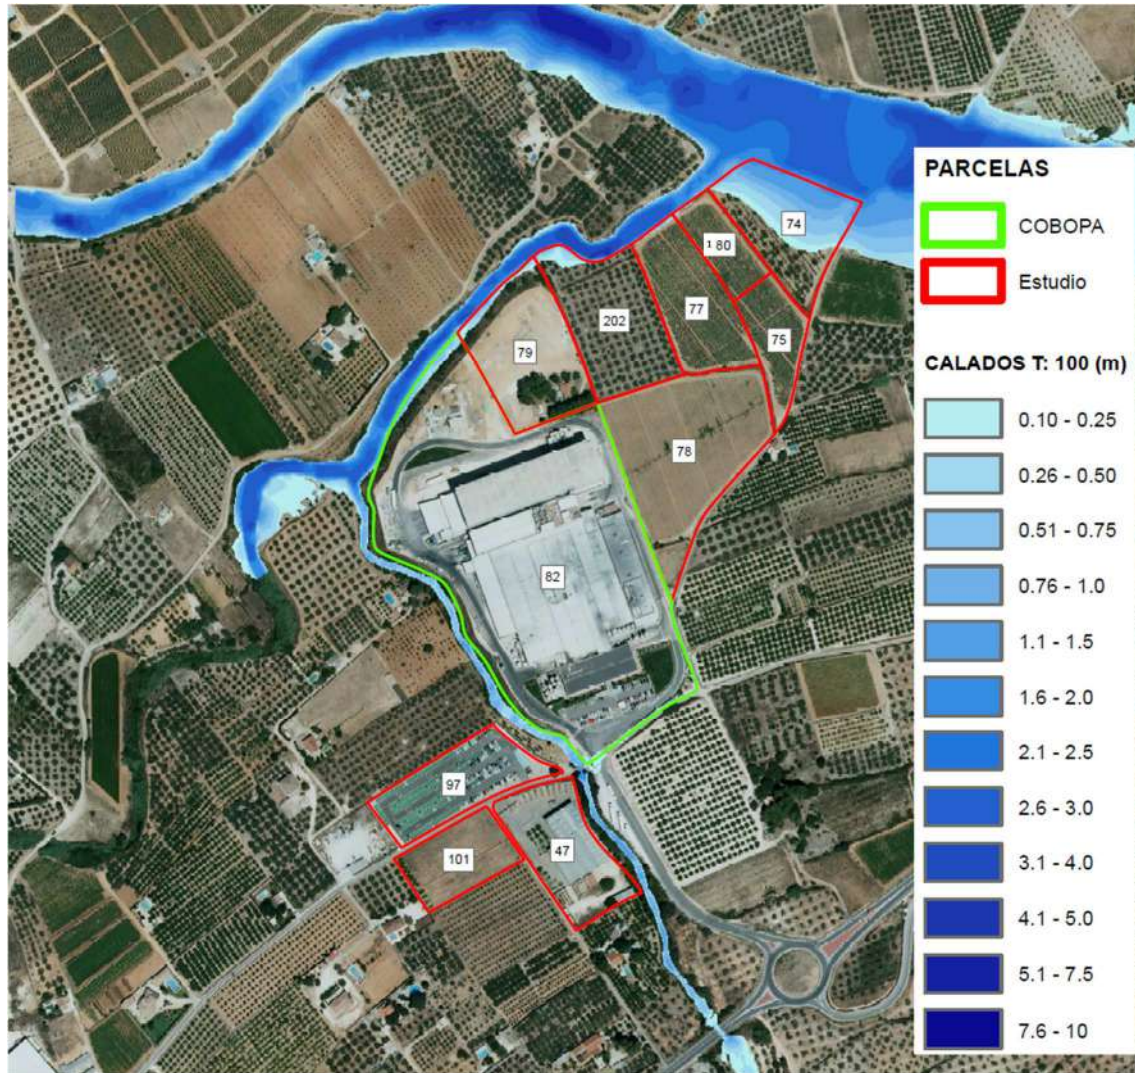 PARCELAS
COBOPA
Estudio
CALADOS T: 100 (m)
0.10 - 0.25
0.26 - 0.50
0.51 - 0.75
0.76 - 1.0
1.1 - 1.5
1.6 - 2.0
2.1 - 2.5
2.6 - 3.0
3.1 - 4.0
4.1 - 5.0
5.1 - 7.5
7.6 - 10
74
180
77
202
75
79
78
82
97
101
47